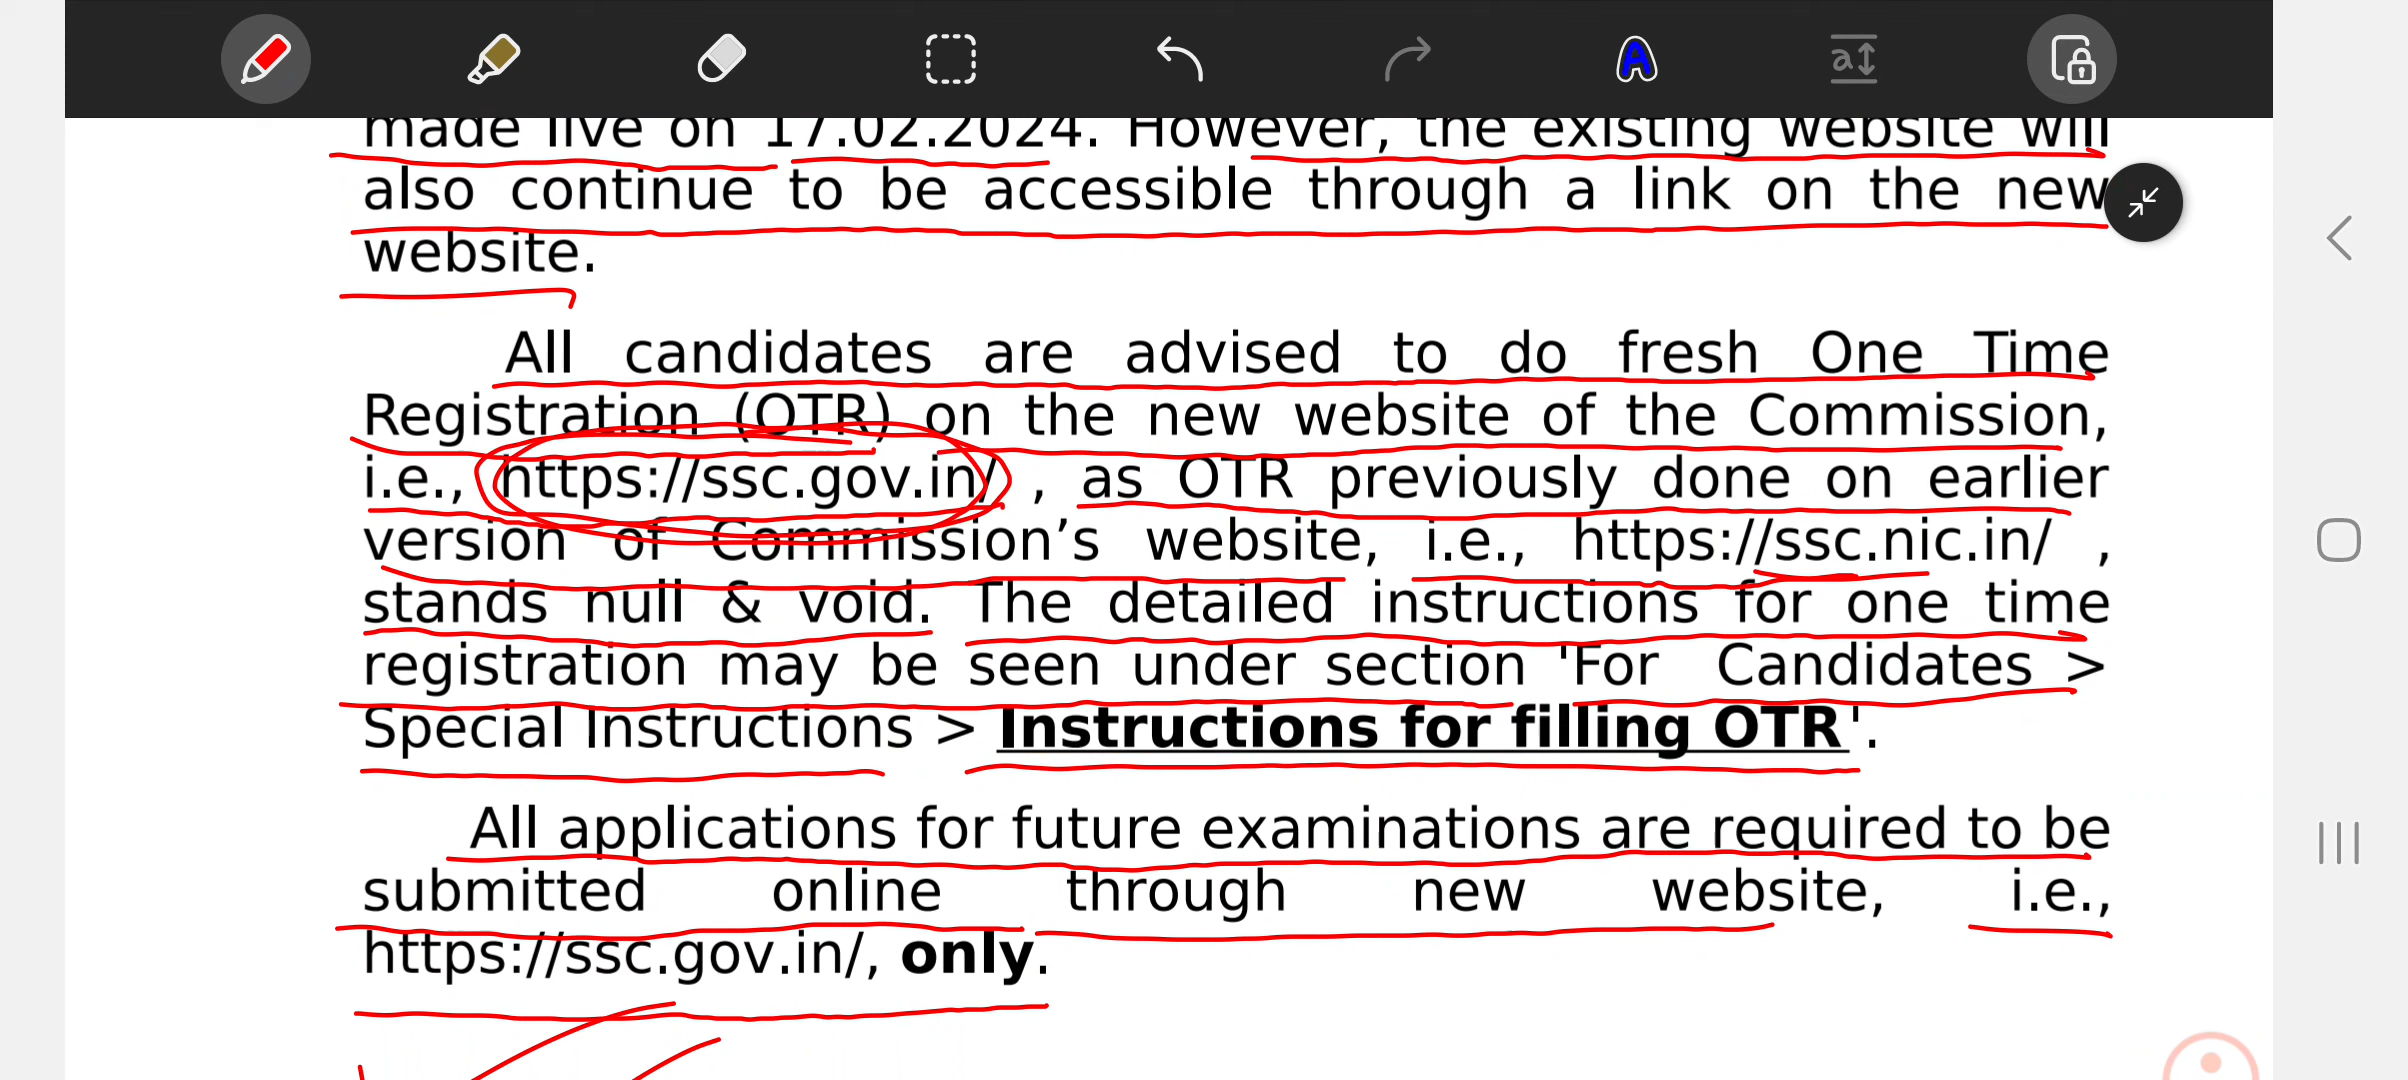 made live on 17.02.2024. However, the existing website will
also continue to be accessible through a link on the new
website.
All candidates are advised to do fresh One Time
Registration (OTR) on the new website of the Commission,
i.e., https://ssc.gov.in/ , as OTR previously done on earlier
version of Commission’s website, i.e., https://ssc.nic.in/ ,
stands null & void. The detailed instructions for one time
registration may be seen under section 'For Candidates >
Special Instructions > Instructions for filling OTR'.
All applications for future examinations are required to be
submitted online through new website, i.e.,
https://ssc.gov.in/, only.